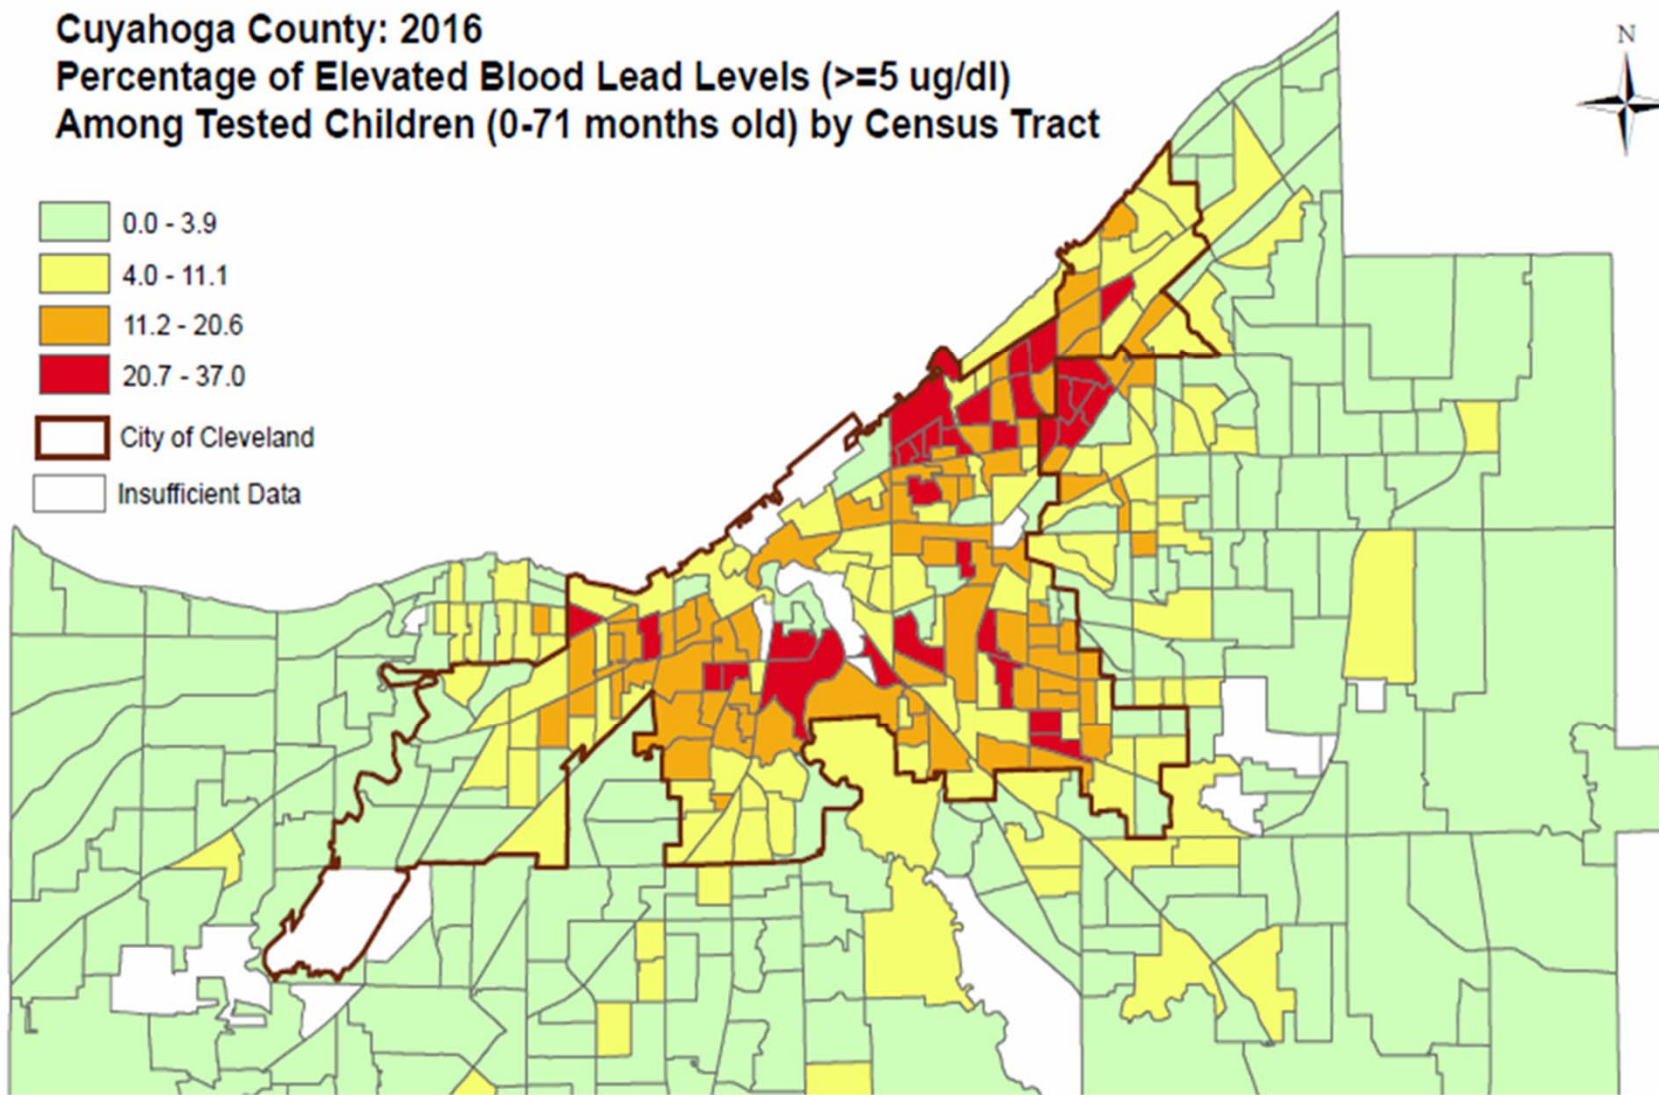 Cuyahoga County: 2016
Percentage of Elevated Blood Lead Levels (>=5 ug/dl)
Among Tested Children (0-71 months old) by Census Tract
N
0.0 - 3.9
4.0 - 11.1
11.2 - 20.6
20.7 - 37.0
City of Cleveland
Insufficient Data